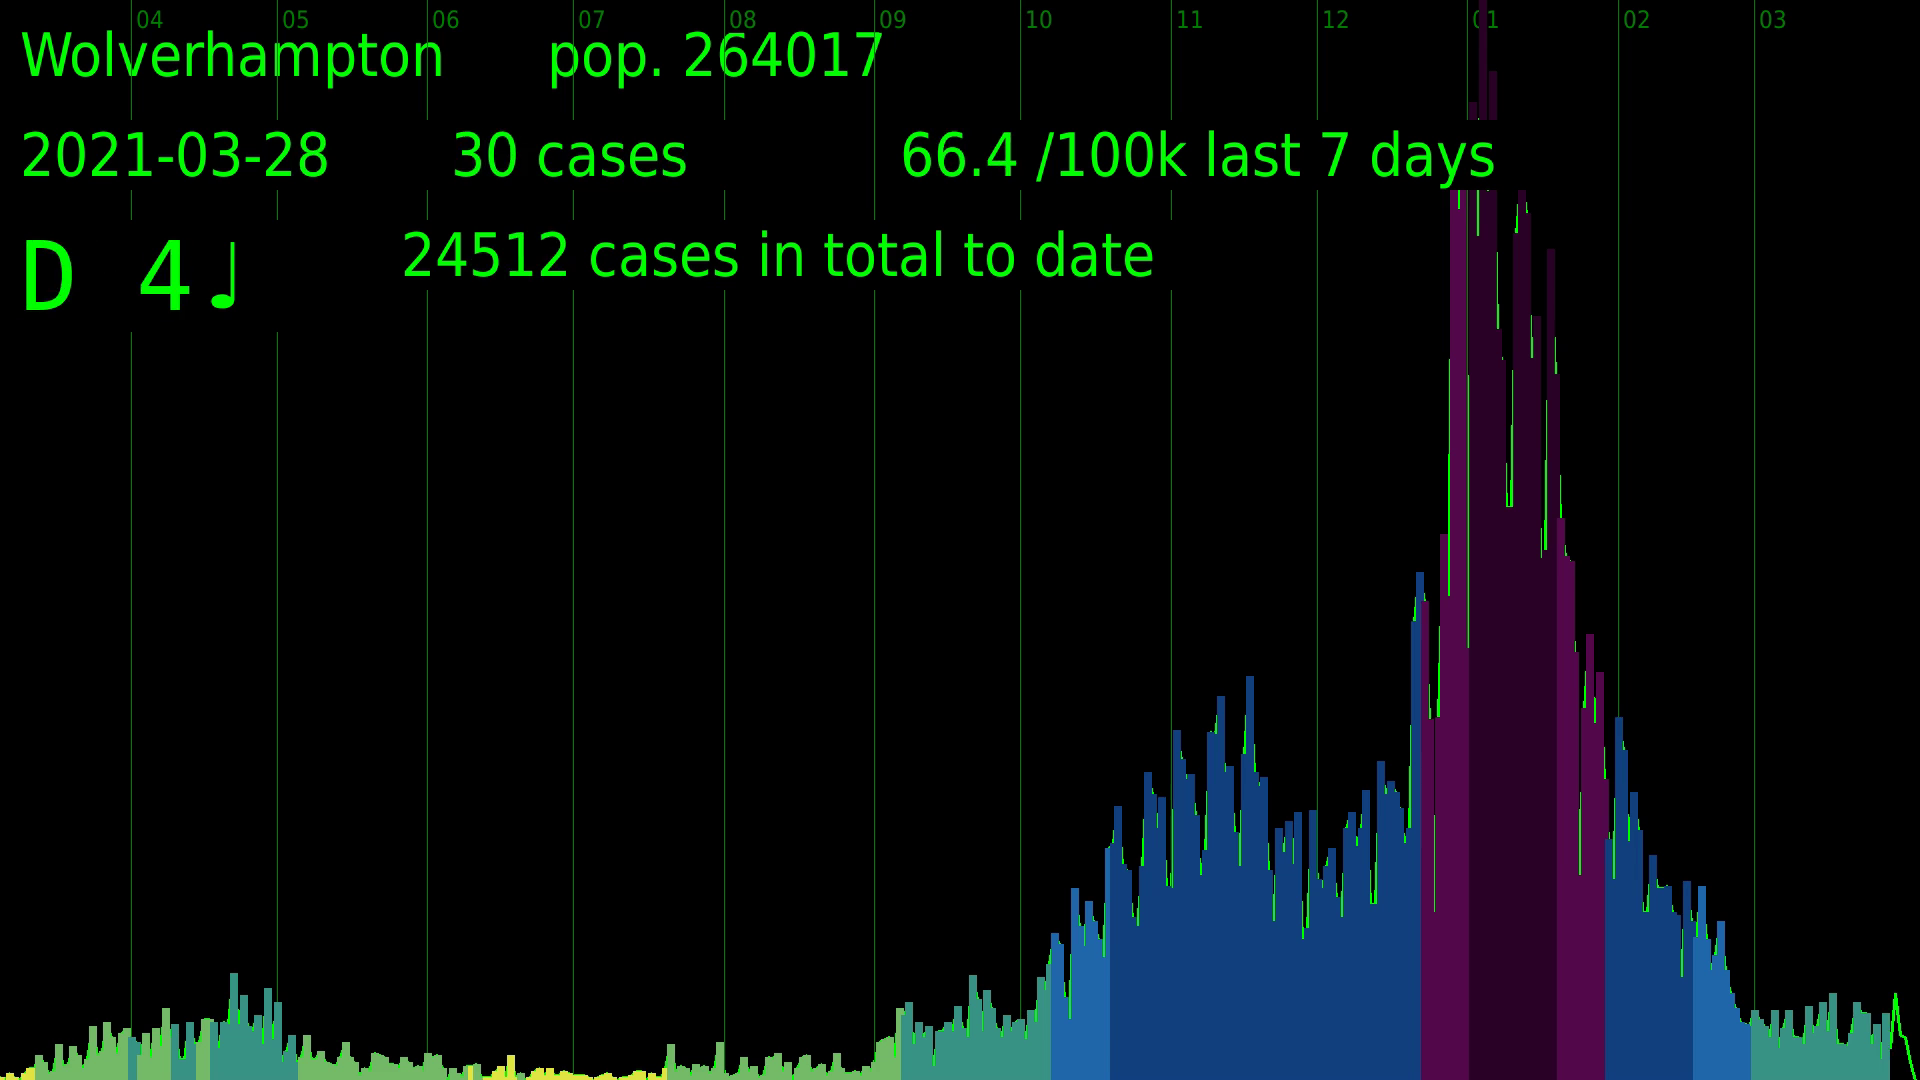 04 05 06 07 08 09 10 11 12 01 02 03
Wolverhampton pop. 264017
2021-03-28 30 cases 66.4 /100k last 7 days
D 4♩ 24512 cases in total to date